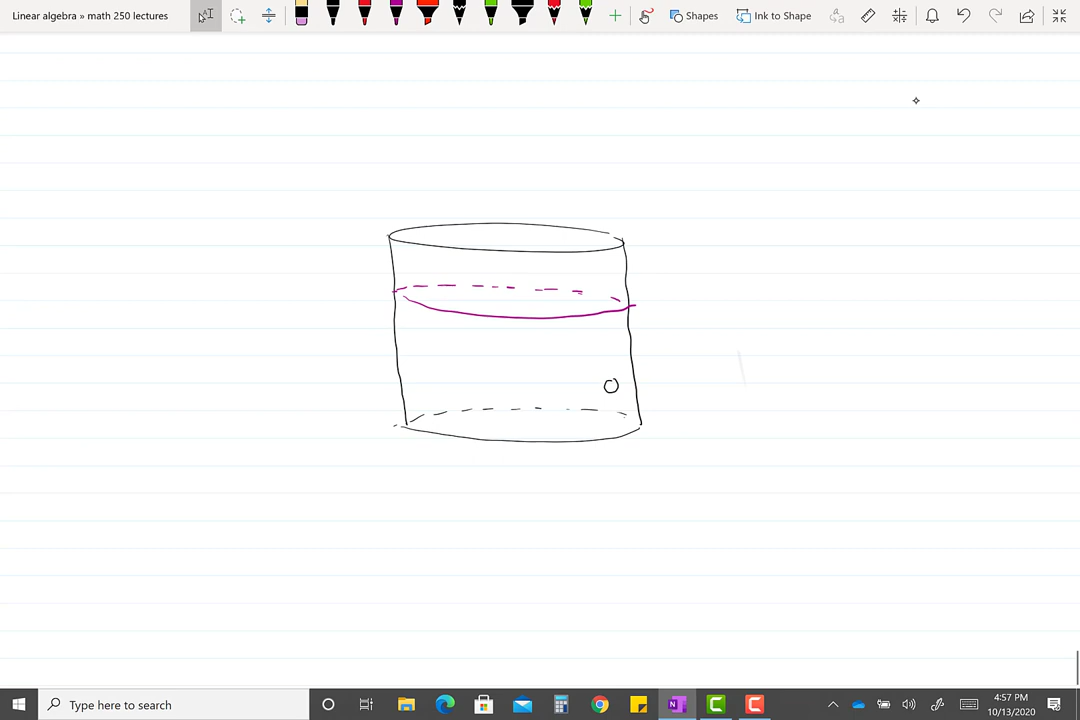 Linear algebra » math 250 lectures
Shapes
Ink to Shape
Type here to search
4:57 PM
10/13/2020